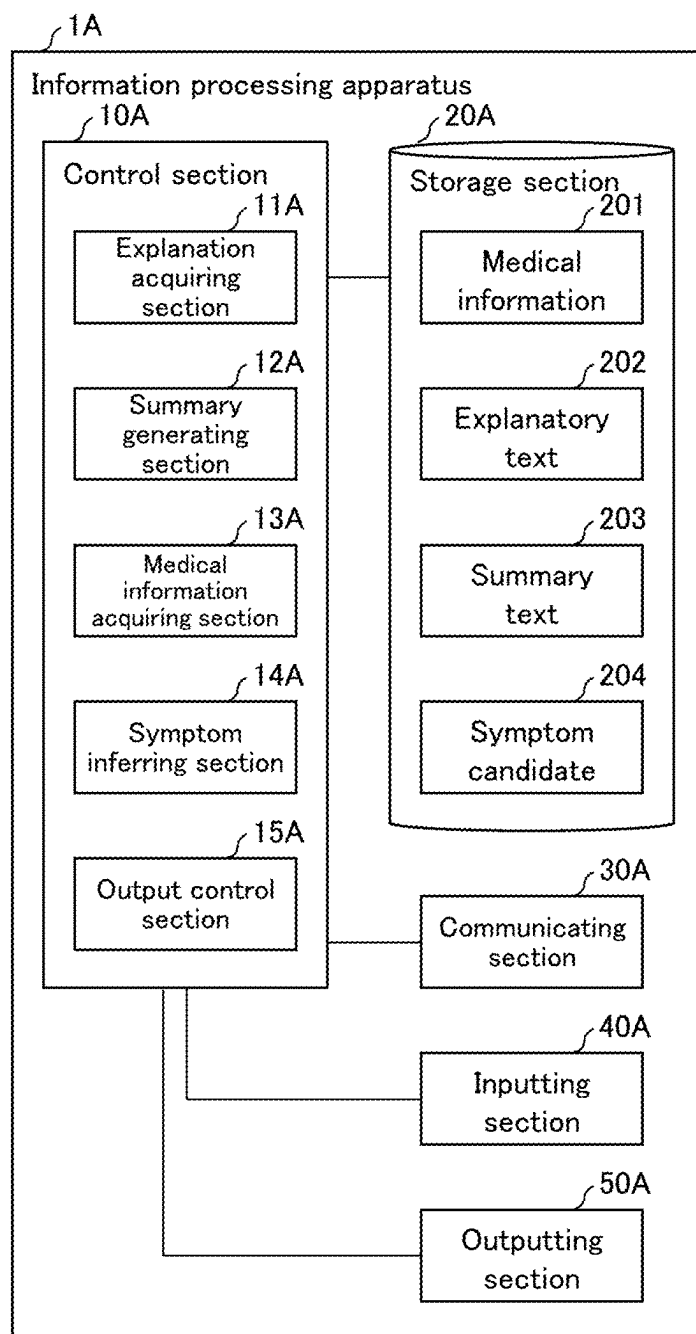 1A
Information processing apparatus
10A
Control section
11A
Explanation
acquiring
section
12A
Summary
generating
section
13A
Medical
information
acquiring section
14A
Symptom
inferring section
15A
Output control
section
20A
Storage section
201
Medical
information
202
Explanatory
text
203
Summary
text
204
Symptom
candidate
30A
Communicating
section
40A
Inputting
section
50A
Outputting
section